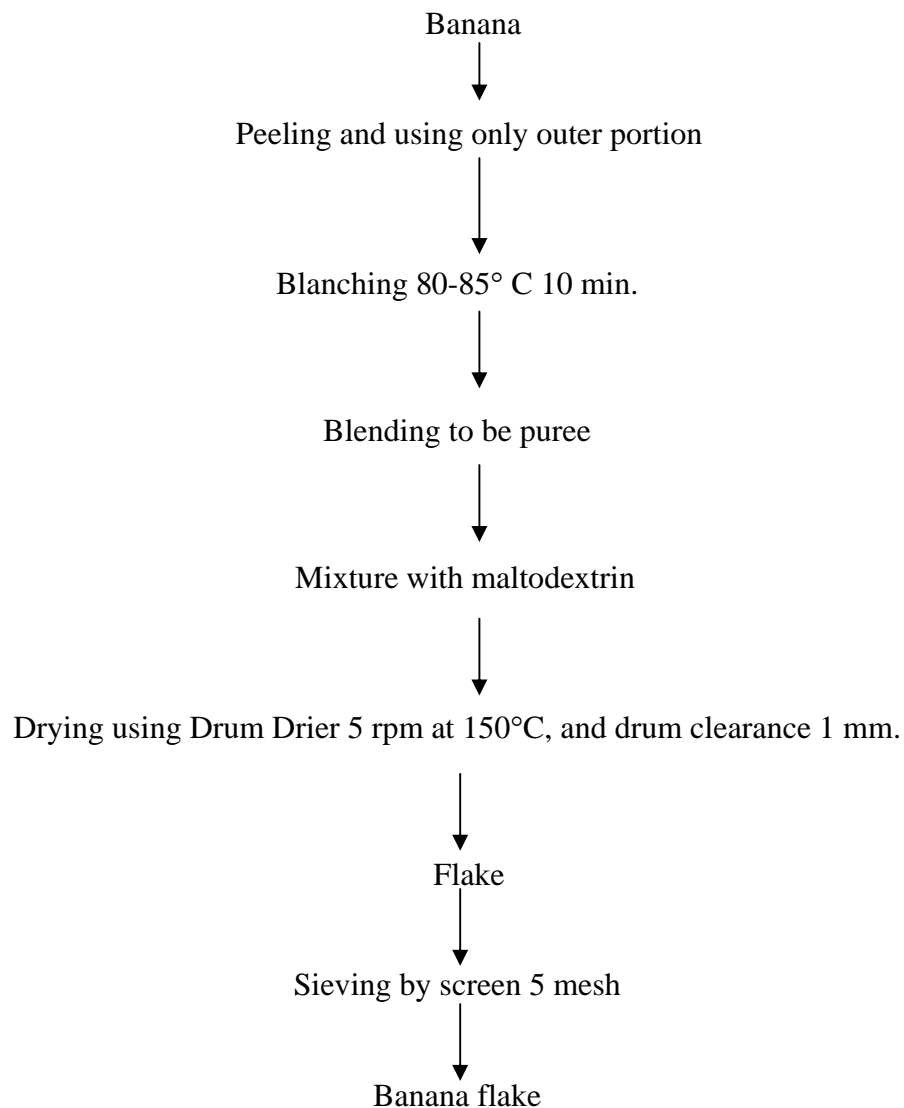 Banana
Peeling and using only outer portion
Blanching 80-85° C 10 min.
Blending to be puree
Mixture with maltodextrin
Drying using Drum Drier 5 rpm at 150°C, and drum clearance 1 mm.
Flake
Sieving by screen 5 mesh
Banana flake